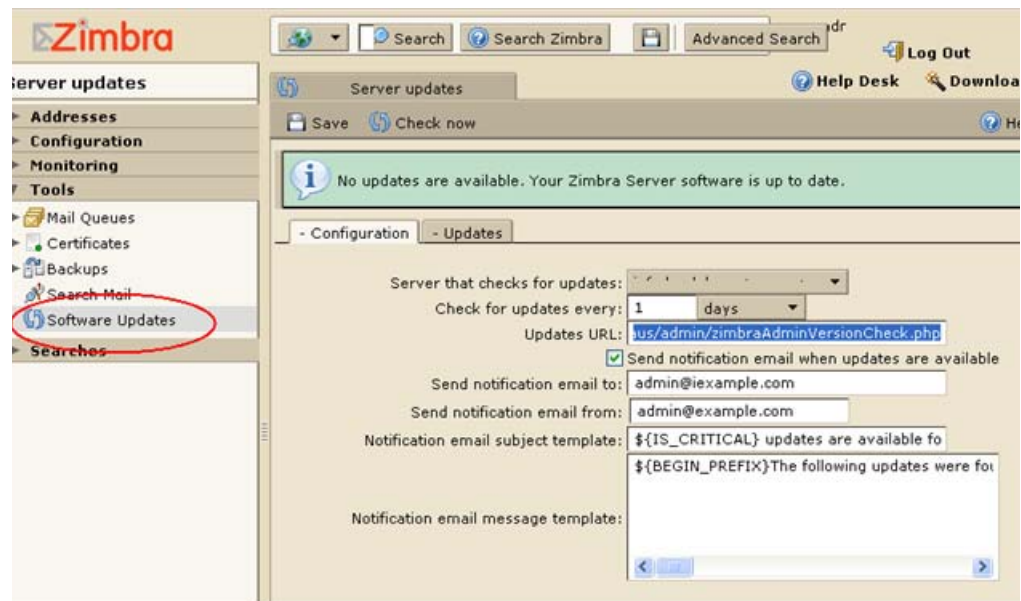 Zimbra
Search
Search Zimbra
Advanced Search
Log Out
Server updates
Server updates
Help Desk
Addresses
Save
Check now
Configuration
Monitoring
No updates are available. Your Zimbra Server software is up to date.
Tools
Mail Queues
- Configuration
- Updates
Certificates
Backups
Server that checks for updates:
Search Mail
Check for updates every: 1 days
Software Updates
Updates URL: aus/admin/zimbraAdminVersionCheck.php
Searches
Send notification email when updates are available
Send notification email to: admin@iexample.com
Send notification email from: admin@example.com
Notification email subject template: ${IS_CRITICAL} updates are available fo
Notification email message template: ${BEGIN_PREFIX}The following updates were